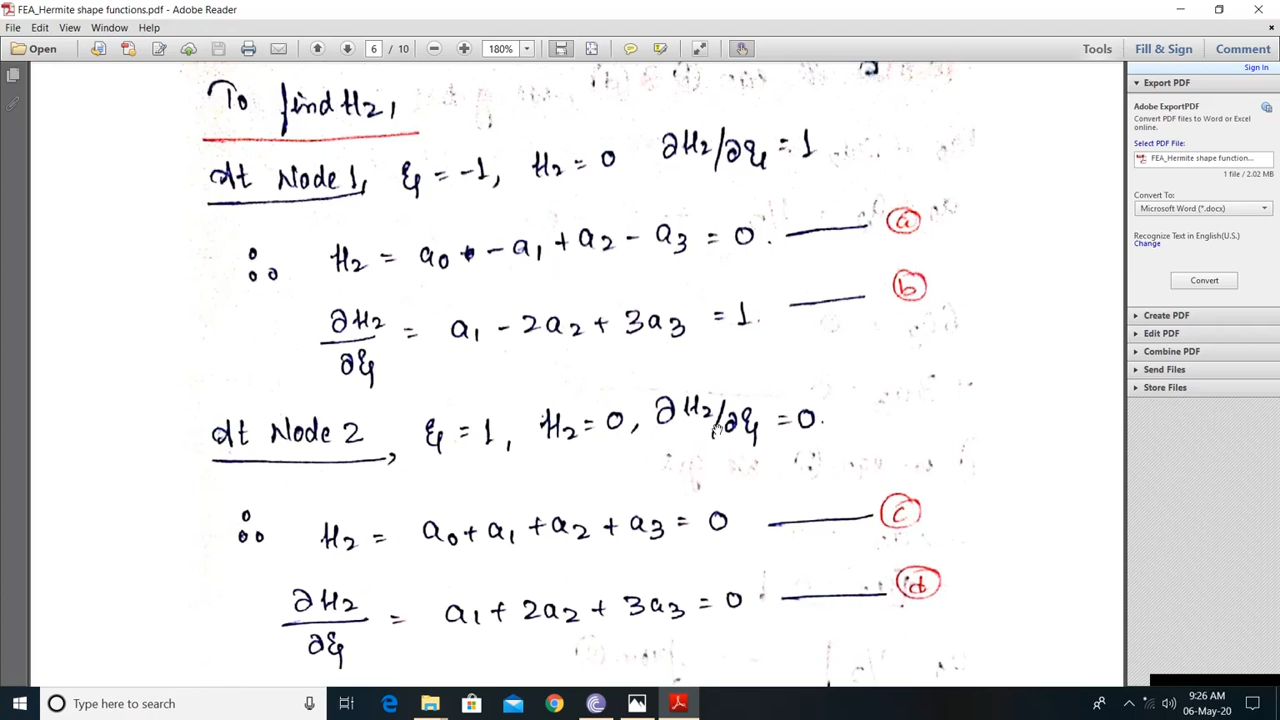 FEA_Hermite shape functions.pdf - Adobe Reader
File Edit View Window Help
Open 6 / 10 180% Tools Fill & Sign Comment
Sign In
Export PDF
Adobe ExportPDF
Convert PDF files to Word or Excel
online.
Select PDF File:
FEA_Hermite shape function...
1 file / 2.02 MB
Convert To:
Microsoft Word (*.docx)
Recognize Text in English(U.S.)
Change
Convert
Create PDF
Edit PDF
Combine PDF
Send Files
Store Files
To find H2,
At Node 1, ξ = -1, H2 = 0 ∂H2/∂ξ = 1
∴ H2 = a0 - a1 + a2 - a3 = 0. (a)
∂H2/∂ξ = a1 - 2a2 + 3a3 = 1. (b)
At Node 2, ξ = 1, H2 = 0, ∂H2/∂ξ = 0.
∴ H2 = a0 + a1 + a2 + a3 = 0 (c)
∂H2/∂ξ = a1 + 2a2 + 3a3 = 0 (d)
Type here to search
9:26 AM
06-May-20